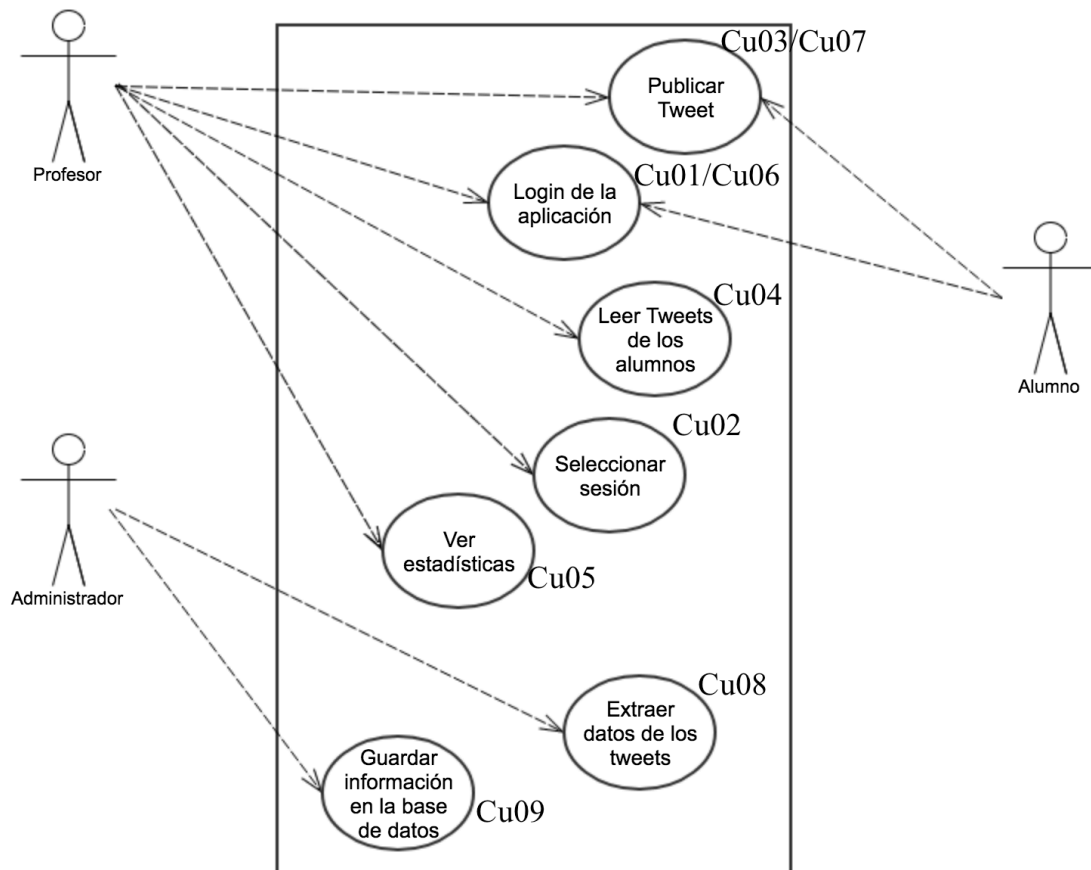 Cu03/Cu07
Publicar
Tweet
Profesor
Cu01/Cu06
Login de la
aplicación
Cu04
Leer Tweets
de los
alumnos
Alumno
Cu02
Seleccionar
sesión
Ver
estadísticas
Cu05
Administrador
Cu08
Extraer
datos de los
tweets
Guardar
información
en la base
de datos
Cu09